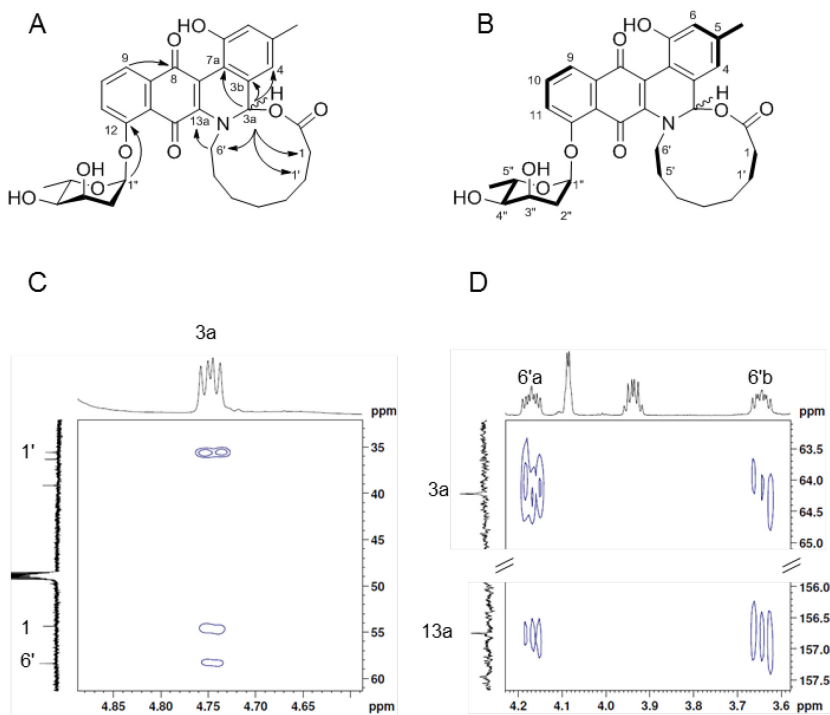 A
HO
O
7a
9
8
4
3b
H
O
O
12
13a
N
3a
O
O
6'
1
OH
1'
O
1"
HO
B
6
HO
5
O
9
10
4
H
O
O
11
N
O
O
6'
1
OH
5'
1'
5"
O
1"
HO
4"
3"
2"
C
3a
ppm
1'
35
40
45
50
1
55
6'
60
4.85 4.80 4.75 4.70 4.65 ppm
D
6'a 6'b
ppm
63.5
3a
64.0
64.5
65.0
156.0
156.5
13a
157.0
157.5
4.2 4.1 4.0 3.9 3.8 3.7 3.6 ppm